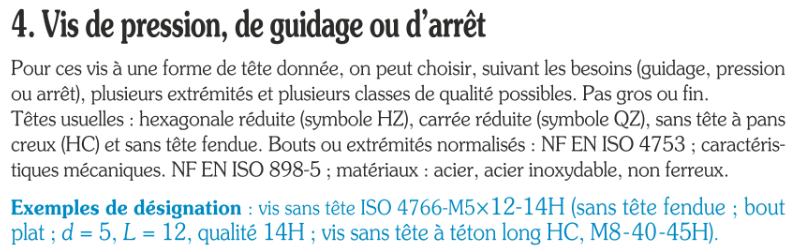 4. Vis de pression, de guidage ou d'arrêt
Pour ces vis à une forme de tête donnée, on peut choisir, suivant les besoins (guidage, pression
ou arrêt), plusieurs extrémités et plusieurs classes de qualité possibles. Pas gros ou fin.
Têtes usuelles : hexagonale réduite (symbole HZ), carrée réduite (symbole QZ), sans tête à pans
creux (HC) et sans tête fendue. Bouts ou extrémités normalisés : NF EN ISO 4753 ; caractéris-
tiques mécaniques. NF EN ISO 898-5 ; matériaux : acier, acier inoxydable, non ferreux.
Exemples de désignation : vis sans tête ISO 4766-M5×12-14H (sans tête fendue ; bout
plat ; d = 5, L = 12, qualité 14H ; vis sans tête à téton long HC, M8-40-45H).